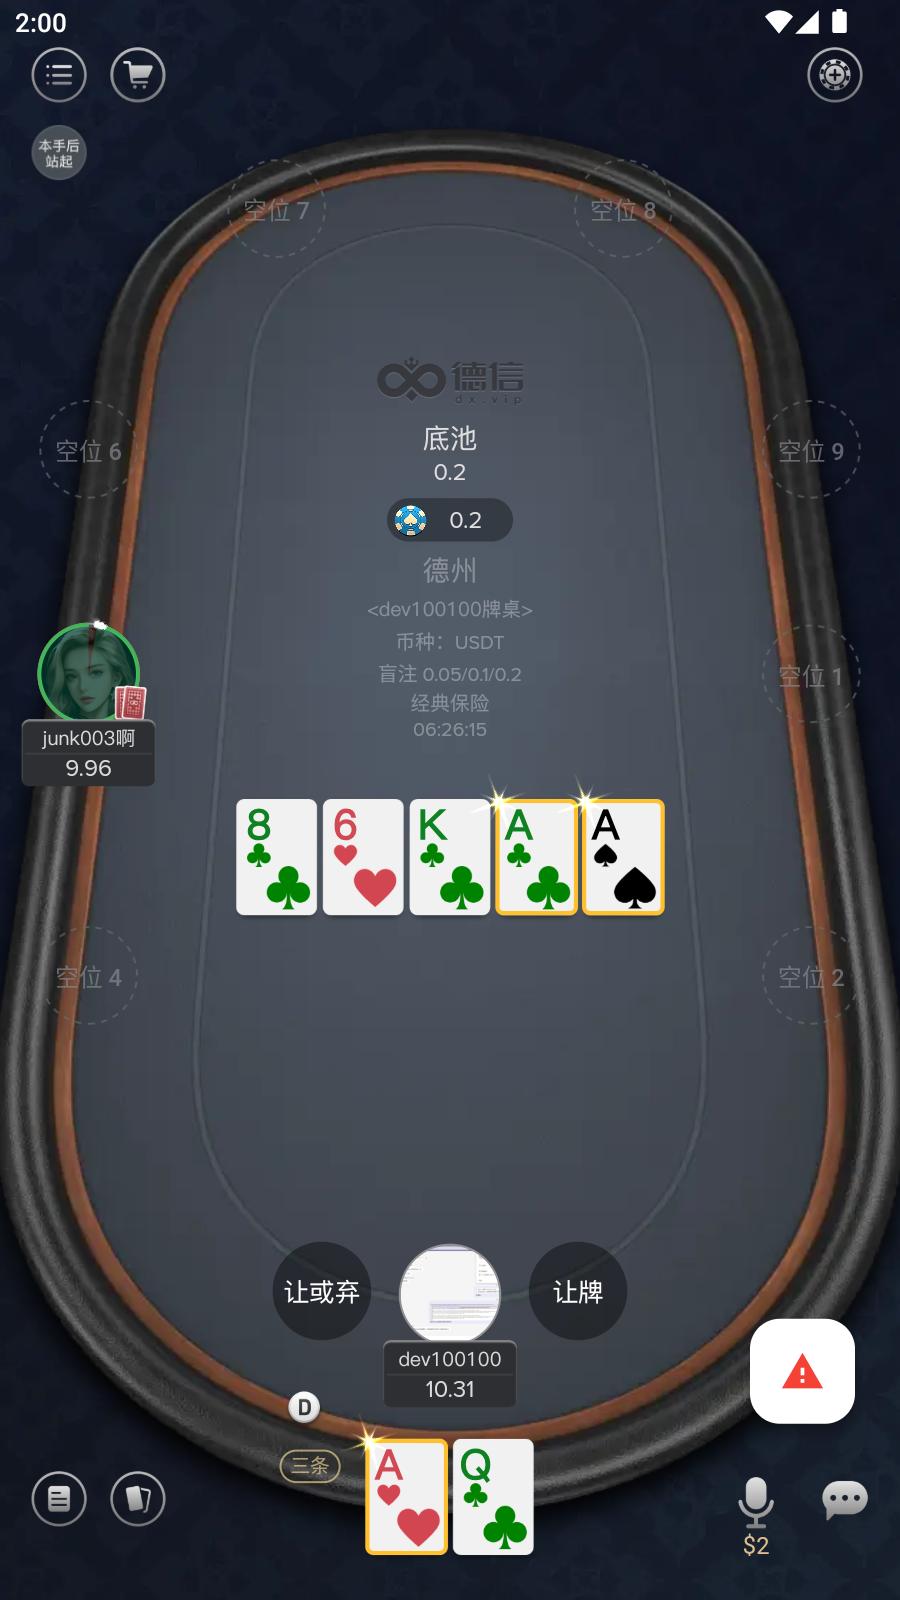 2:00
本手后
站起
空位 7
空位 8
德信
dx.vip
底池
0.2
0.2
空位 6
空位 9
德州
<dev100100牌桌>
币种：USDT
盲注 0.05/0.1/0.2
经典保险
06:26:15
空位 1
junk003啊
9.96
8
6
K
A
A
空位 4
空位 2
让或弃
让牌
dev100100
10.31
D
三条
A
Q
$2